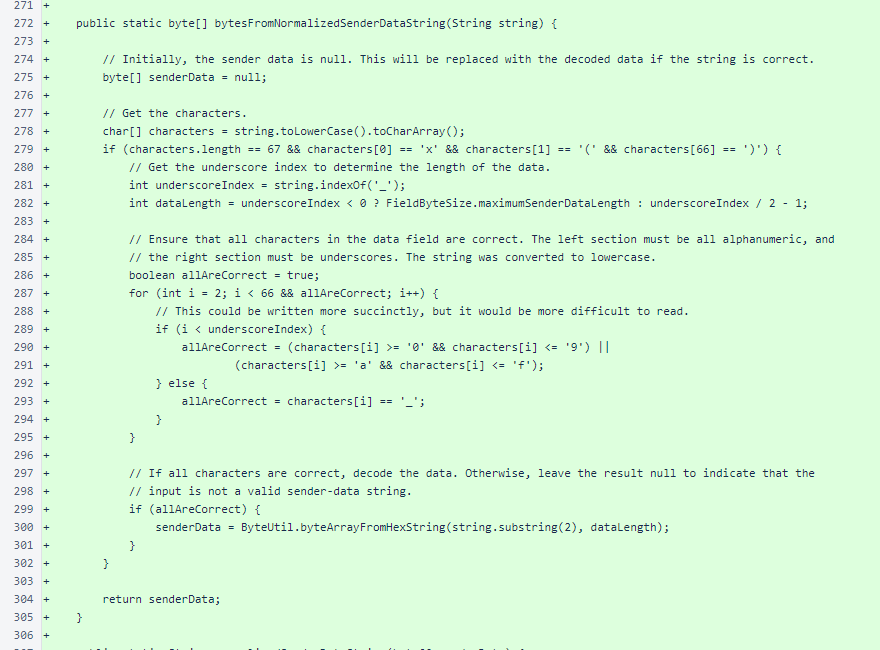 271 +
272 + public static byte[] bytesFromNormalizedSenderDataString(String string) {
273 +
274 + // Initially, the sender data is null. This will be replaced with the decoded data if the string is correct.
275 + byte[] senderData = null;
276 +
277 + // Get the characters.
278 + char[] characters = string.toLowerCase().toCharArray();
279 + if (characters.length == 67 && characters[0] == 'x' && characters[1] == '(' && characters[66] == ')') {
280 + // Get the underscore index to determine the length of the data.
281 + int underscoreIndex = string.indexOf('_');
282 + int dataLength = underscoreIndex < 0 ? FieldByteSize.maximumSenderDataLength : underscoreIndex / 2 - 1;
283 +
284 + // Ensure that all characters in the data field are correct. The left section must be all alphanumeric, and
285 + // the right section must be underscores. The string was converted to lowercase.
286 + boolean allAreCorrect = true;
287 + for (int i = 2; i < 66 && allAreCorrect; i++) {
288 + // This could be written more succinctly, but it would be more difficult to read.
289 + if (i < underscoreIndex) {
290 + allAreCorrect = (characters[i] >= '0' && characters[i] <= '9') ||
291 + (characters[i] >= 'a' && characters[i] <= 'f');
292 + } else {
293 + allAreCorrect = characters[i] == '_';
294 + }
295 + }
296 +
297 + // If all characters are correct, decode the data. Otherwise, leave the result null to indicate that the
298 + // input is not a valid sender-data string.
299 + if (allAreCorrect) {
300 + senderData = ByteUtil.byteArrayFromHexString(string.substring(2), dataLength);
301 + }
302 + }
303 +
304 + return senderData;
305 + }
306 +